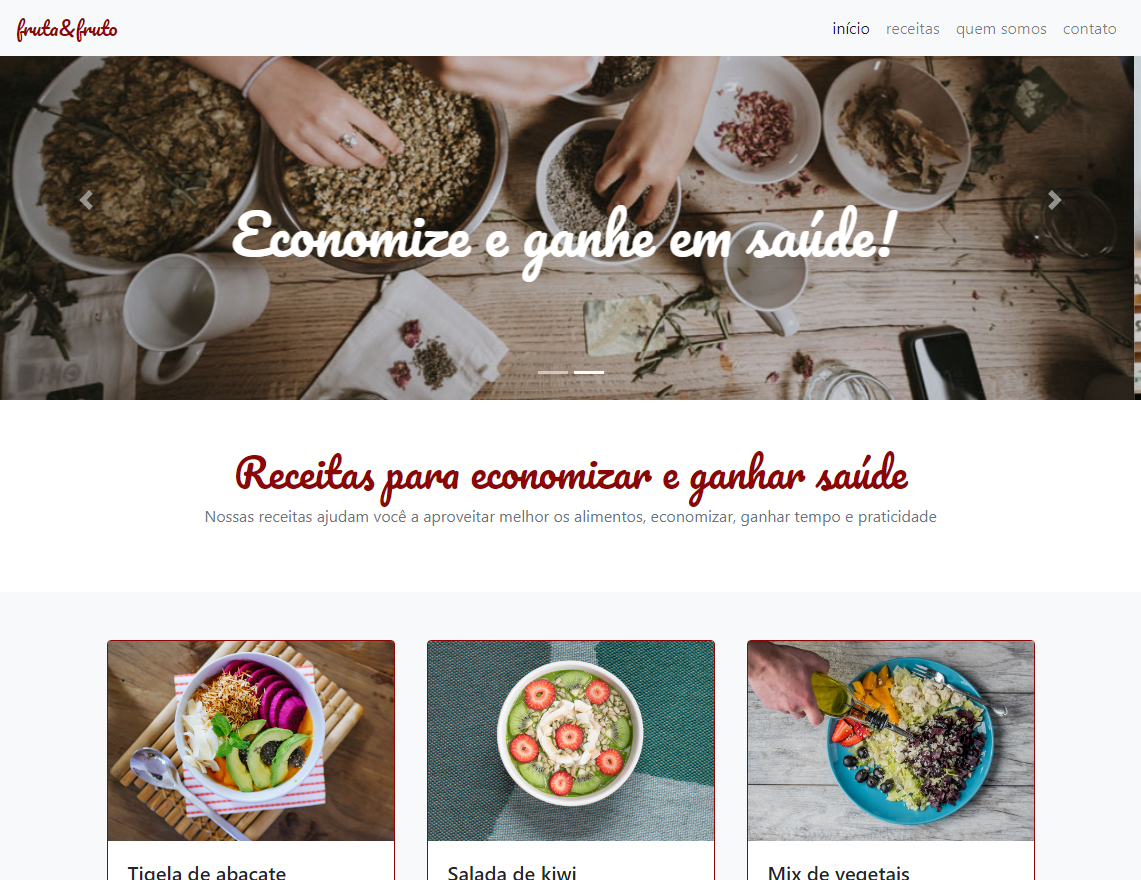 fruta&fruto
início receitas quem somos contato
Economize e ganhe em saúde!
Receitas para economizar e ganhar saúde
Nossas receitas ajudam você a aproveitar melhor os alimentos, economizar, ganhar tempo e praticidade
Tigela de abacate
Salada de kiwi
Mix de vegetais